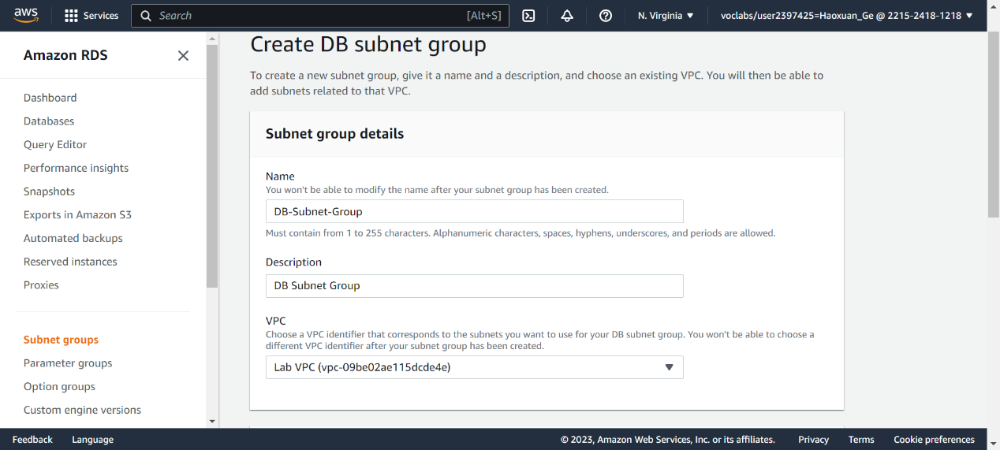 aws
Services
Search
[Alt+S]
N. Virginia
voclabs/user2397425=Haoxuan_Ge @ 2215-2418-1218
Amazon RDS
Dashboard
Databases
Query Editor
Performance insights
Snapshots
Exports in Amazon S3
Automated backups
Reserved instances
Proxies
Subnet groups
Parameter groups
Option groups
Custom engine versions
Create DB subnet group
To create a new subnet group, give it a name and a description, and choose an existing VPC. You will then be able to
add subnets related to that VPC.
Subnet group details
Name
You won't be able to modify the name after your subnet group has been created.
DB-Subnet-Group
Must contain from 1 to 255 characters. Alphanumeric characters, spaces, hyphens, underscores, and periods are allowed.
Description
DB Subnet Group
VPC
Choose a VPC identifier that corresponds to the subnets you want to use for your DB subnet group. You won't be able to choose a
different VPC identifier after your subnet group has been created.
Lab VPC (vpc-09be02ae115dcde4e)
Feedback
Language
© 2023, Amazon Web Services, Inc. or its affiliates.
Privacy
Terms
Cookie preferences